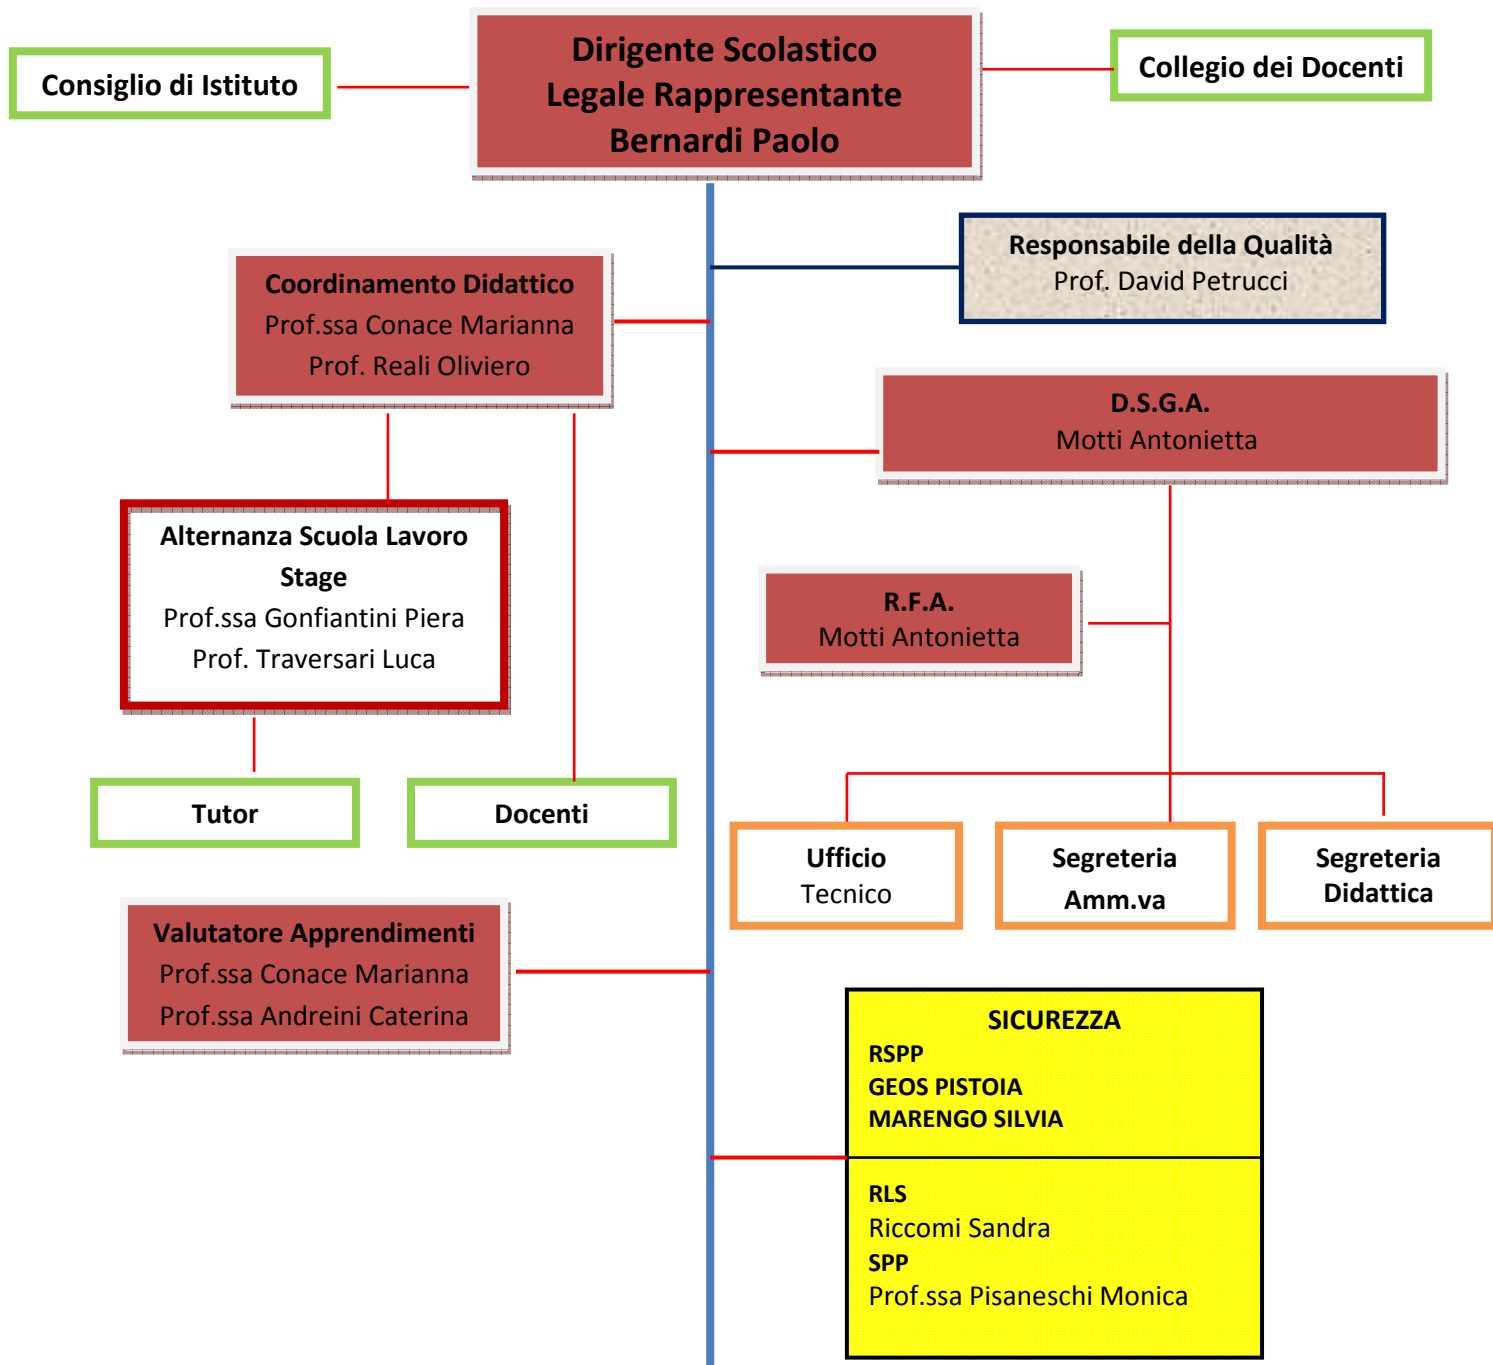 Consiglio di Istituto
Dirigente Scolastico
Legale Rappresentante
Bernardi Paolo
Collegio dei Docenti
Responsabile della Qualità
Prof. David Petrucci
Coordinamento Didattico
Prof.ssa Conace Marianna
Prof. Reali Oliviero
D.S.G.A.
Motti Antonietta
Alternanza Scuola Lavoro
Stage
Prof.ssa Gonfiantini Piera
Prof. Traversari Luca
R.F.A.
Motti Antonietta
Tutor
Docenti
Ufficio
Tecnico
Segreteria
Amm.va
Segreteria
Didattica
Valutatore Apprendimenti
Prof.ssa Conace Marianna
Prof.ssa Andreini Caterina
SICUREZZA
RSPP
GEOS PISTOIA
MARENGO SILVIA
RLS
Riccomi Sandra
SPP
Prof.ssa Pisaneschi Monica